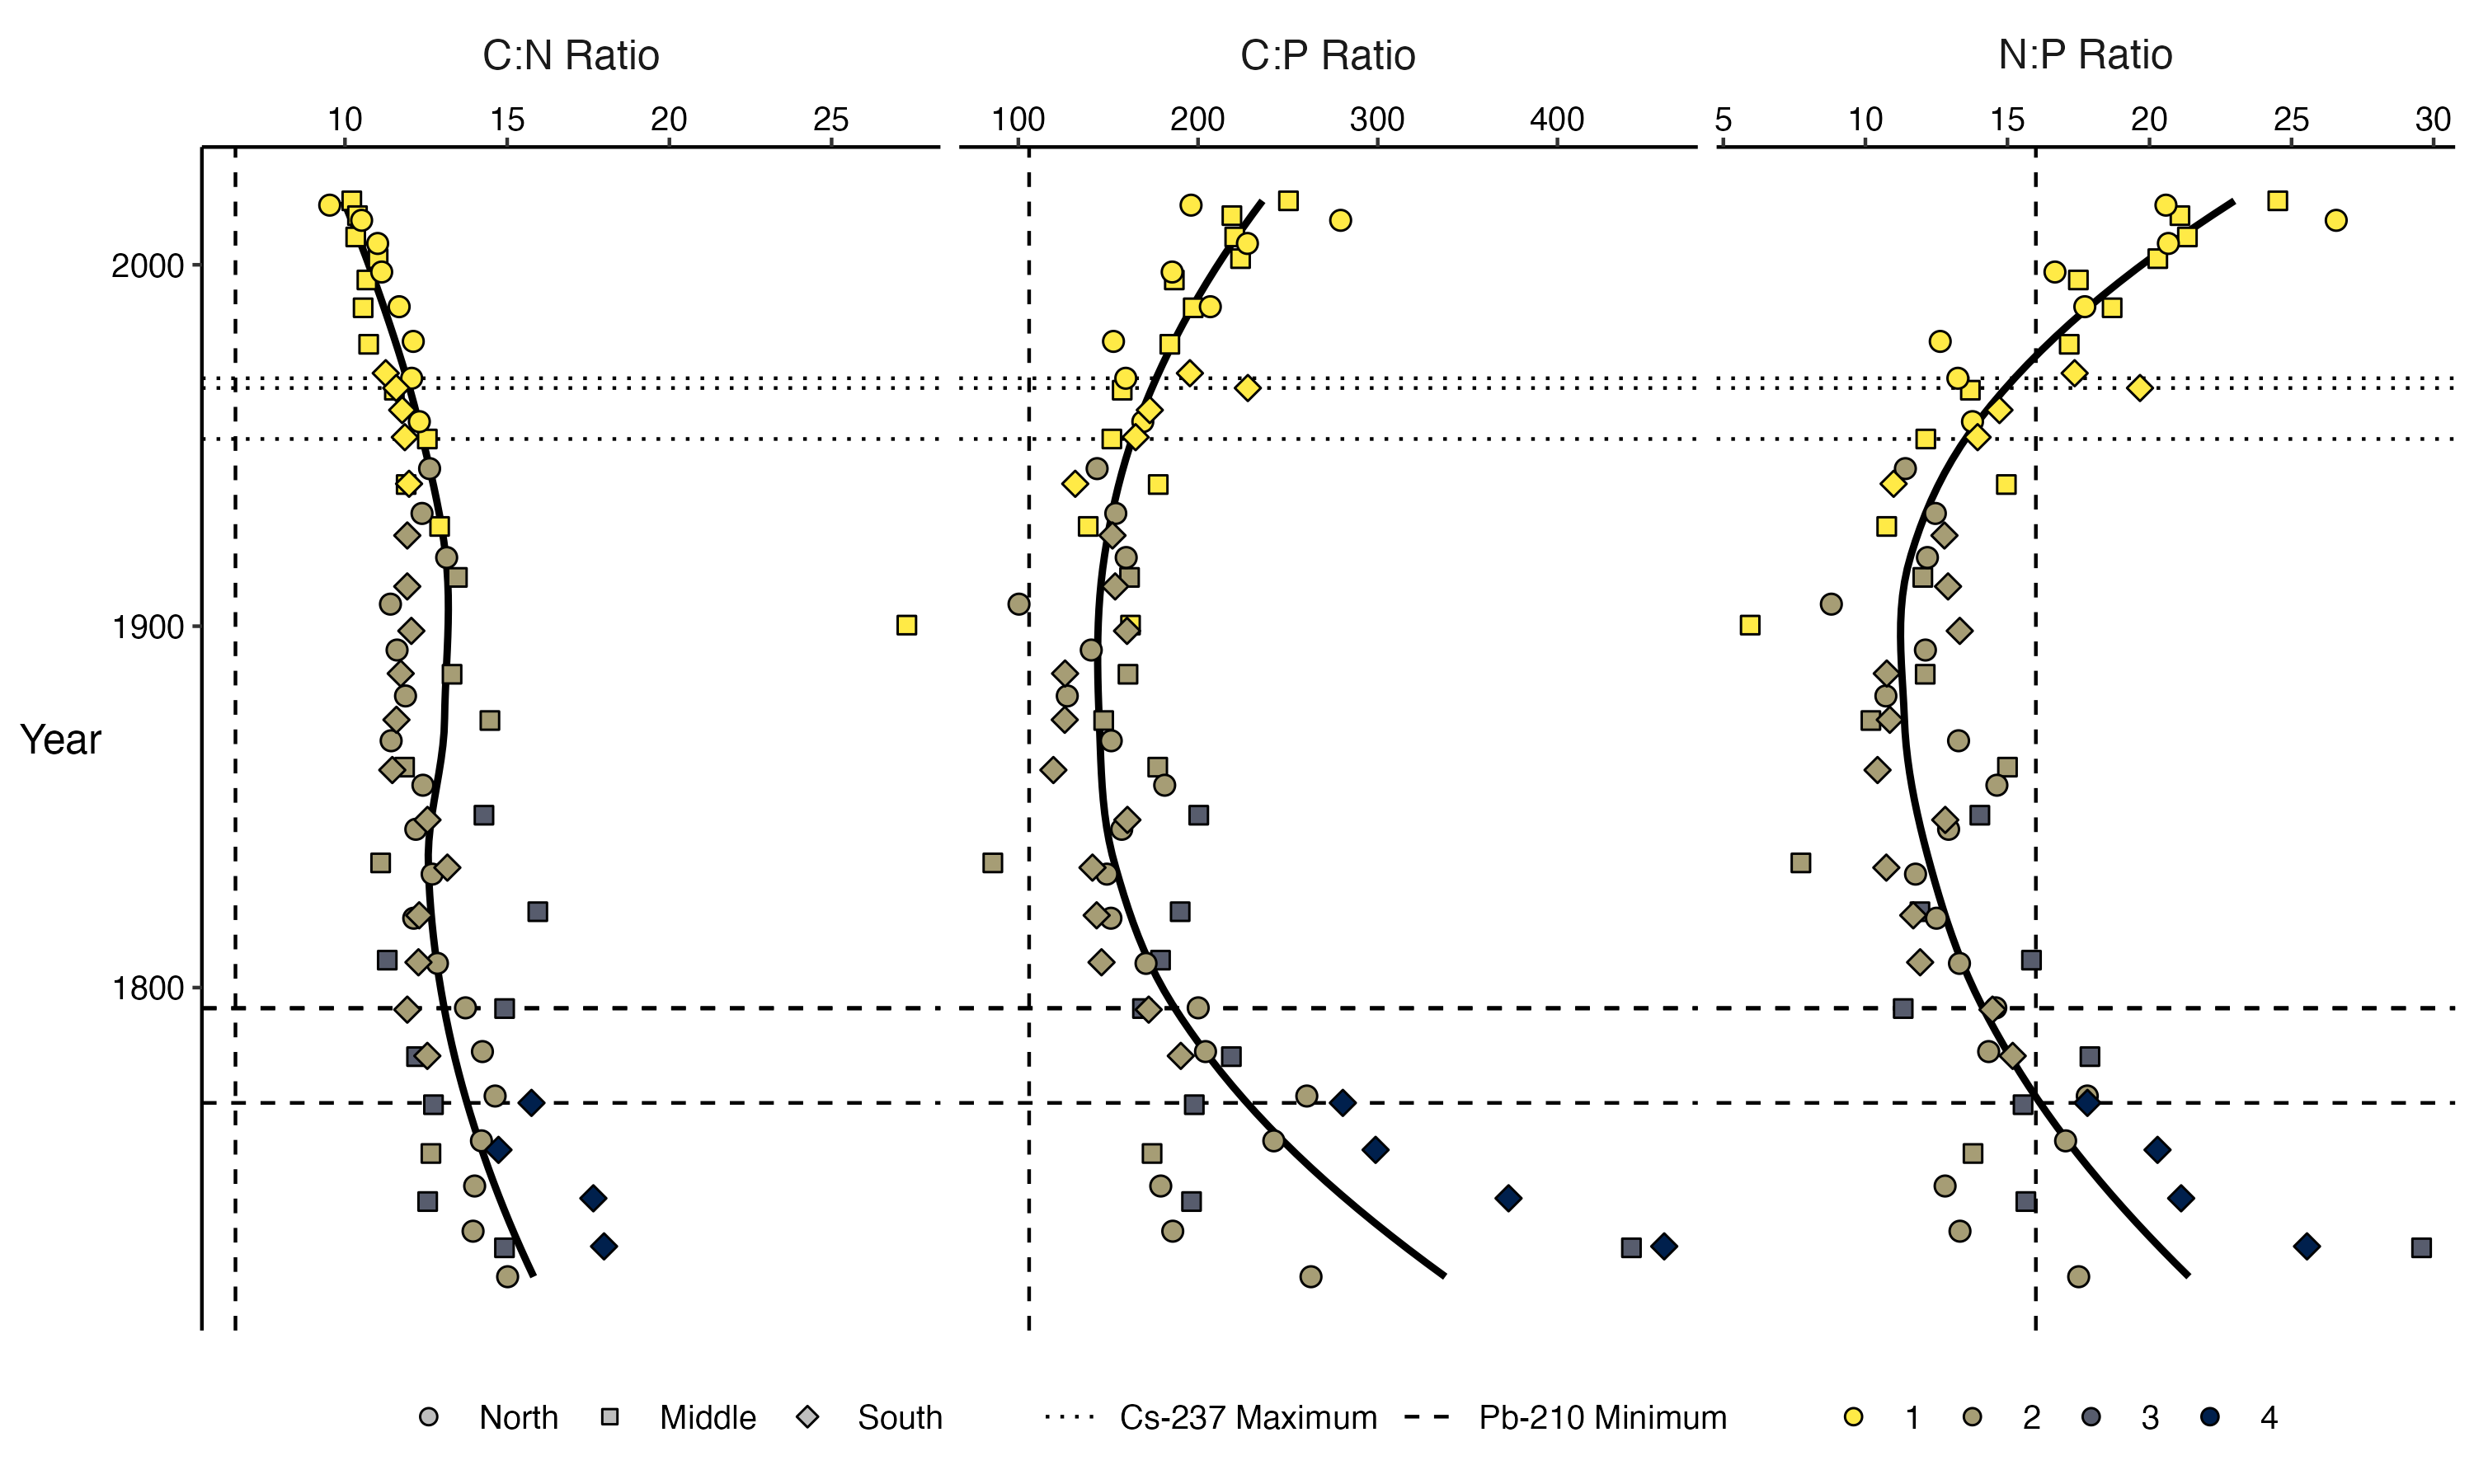 C:N Ratio C:P Ratio N:P Ratio
10 15 20 25 100 200 300 400 5 10 15 20 25 30
2000
1900
Year
1800
North Middle South Cs-237 Maximum Pb-210 Minimum 1 2 3 4